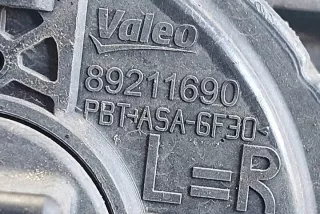 Valeo
89211690
PBT+ASA-GF30
L=R